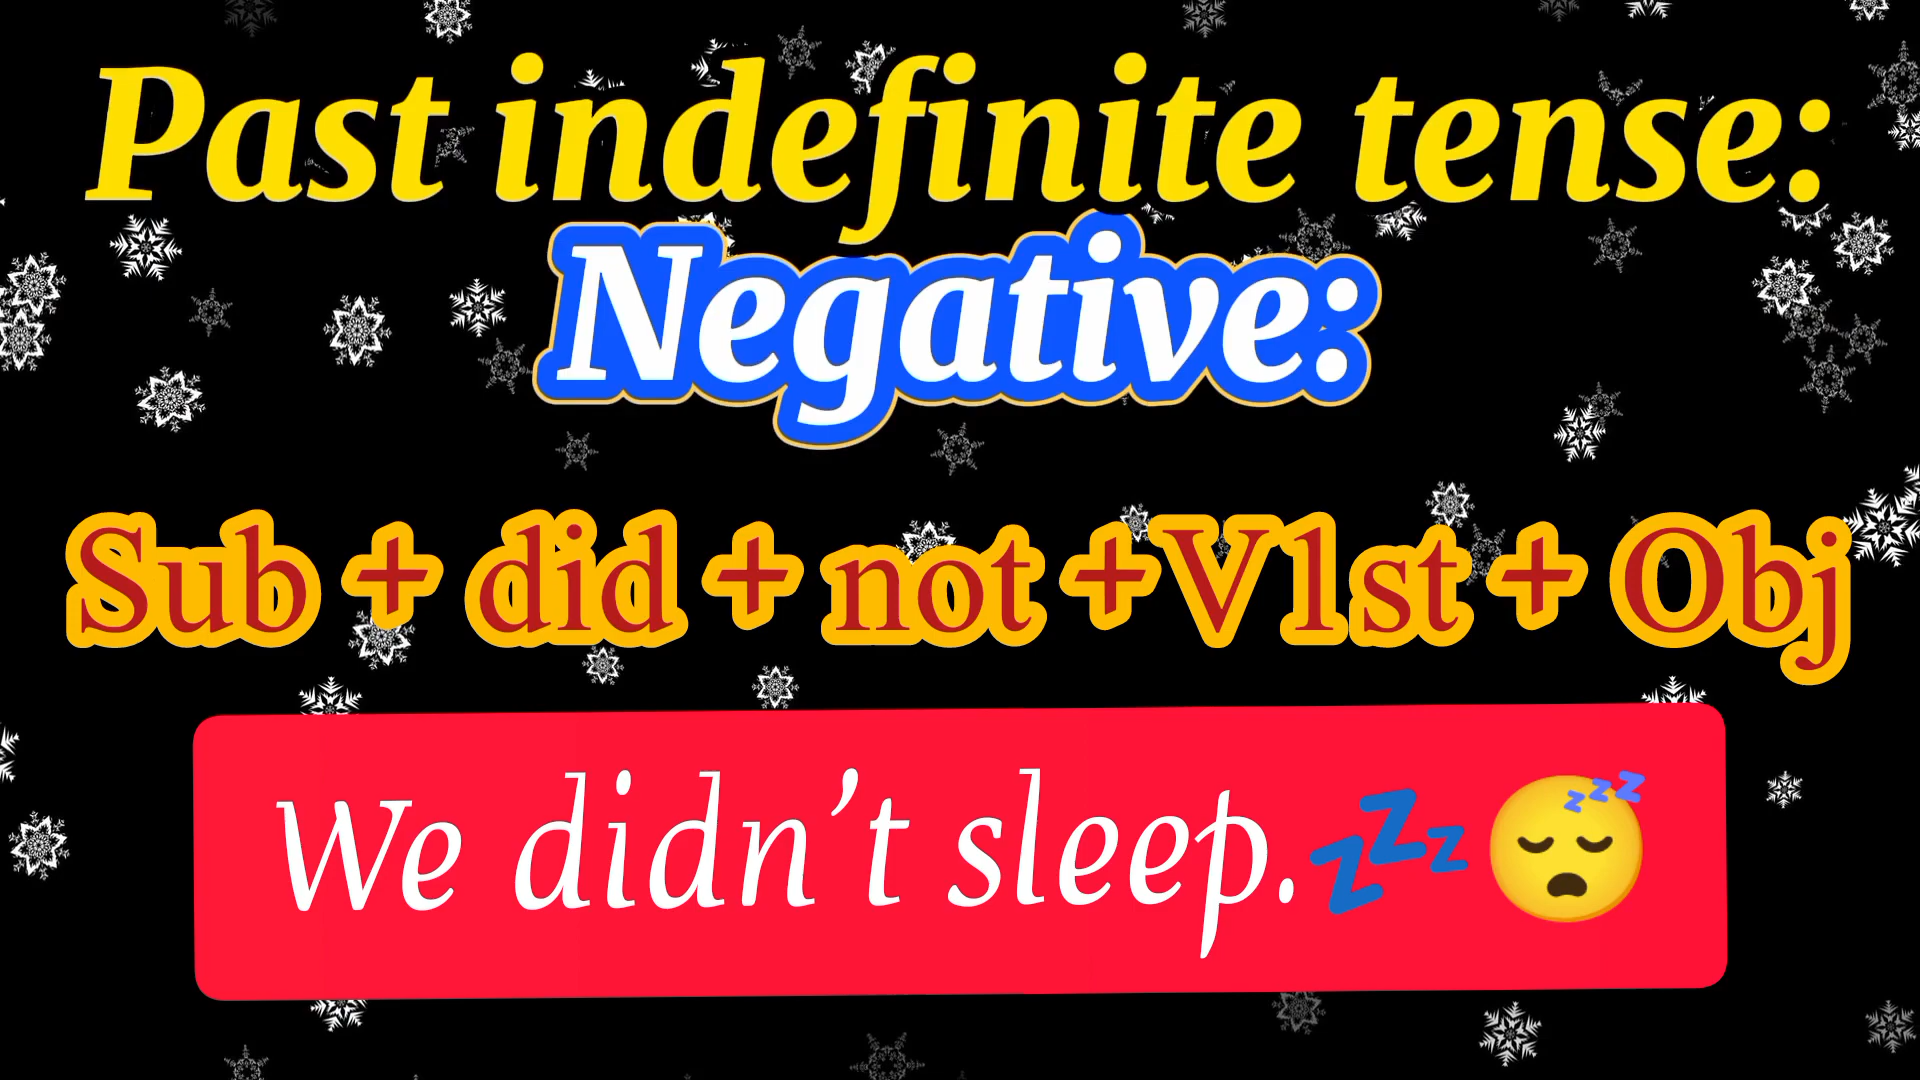 Past indefinite tense:
Negative:
Sub + did + not +V1st + Obj
We didn’t sleep.💤😴